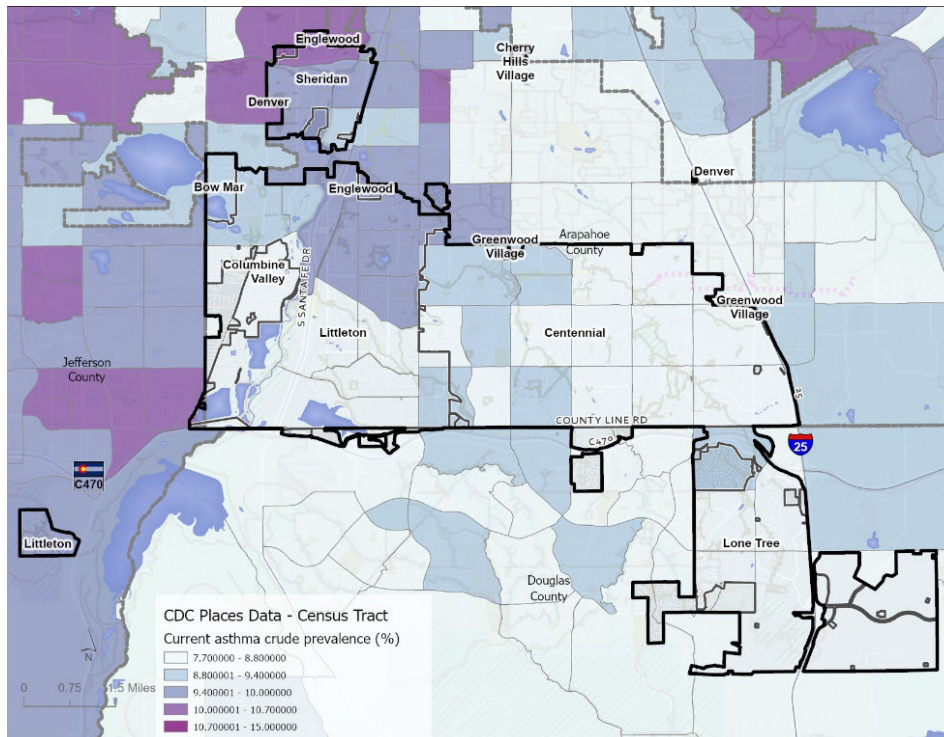 Englewood
Cherry
Hills
Village
Sheridan
Denver
Denver
Bow Mar
Englewood
Arapahoe
County
Greenwood
Village
Columbine
Valley
S SANTA FE DR
Greenwood
Village
Littleton
Centennial
Jefferson
County
25
COUNTY LINE RD
C470
25
C470
Littleton
Lone Tree
Douglas
County
CDC Places Data - Census Tract
Current asthma crude prevalence (%)
7.700000 - 8.800000
8.800001 - 9.400000
9.400001 - 10.000000
10.000001 - 10.700000
10.700001 - 15.000000
N
0 0.75 1.5 Miles